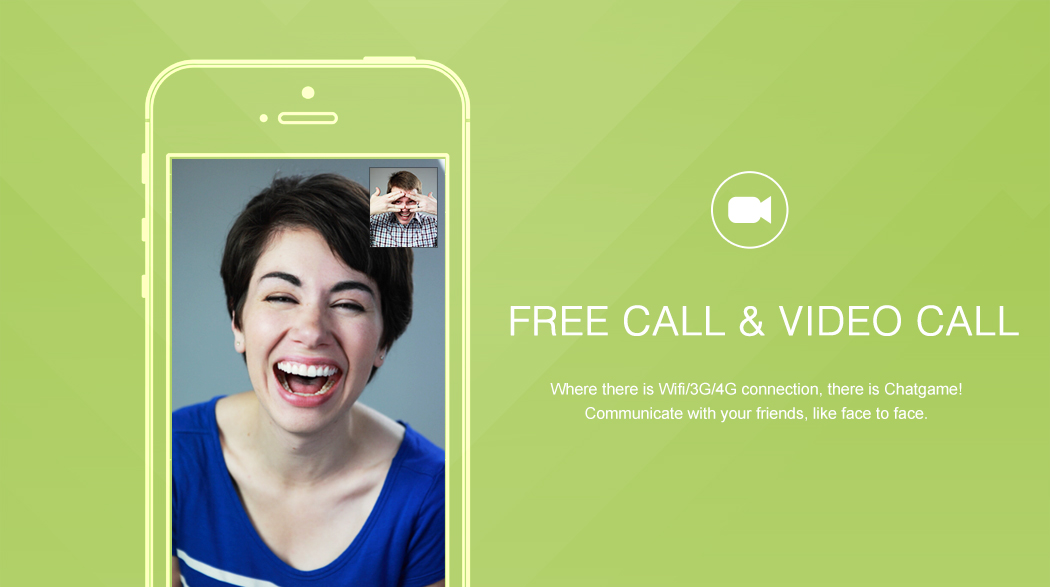 FREE CALL & VIDEO CALL
Where there is Wifi/3G/4G connection, there is Chatgame!
Communicate with your friends, like face to face.